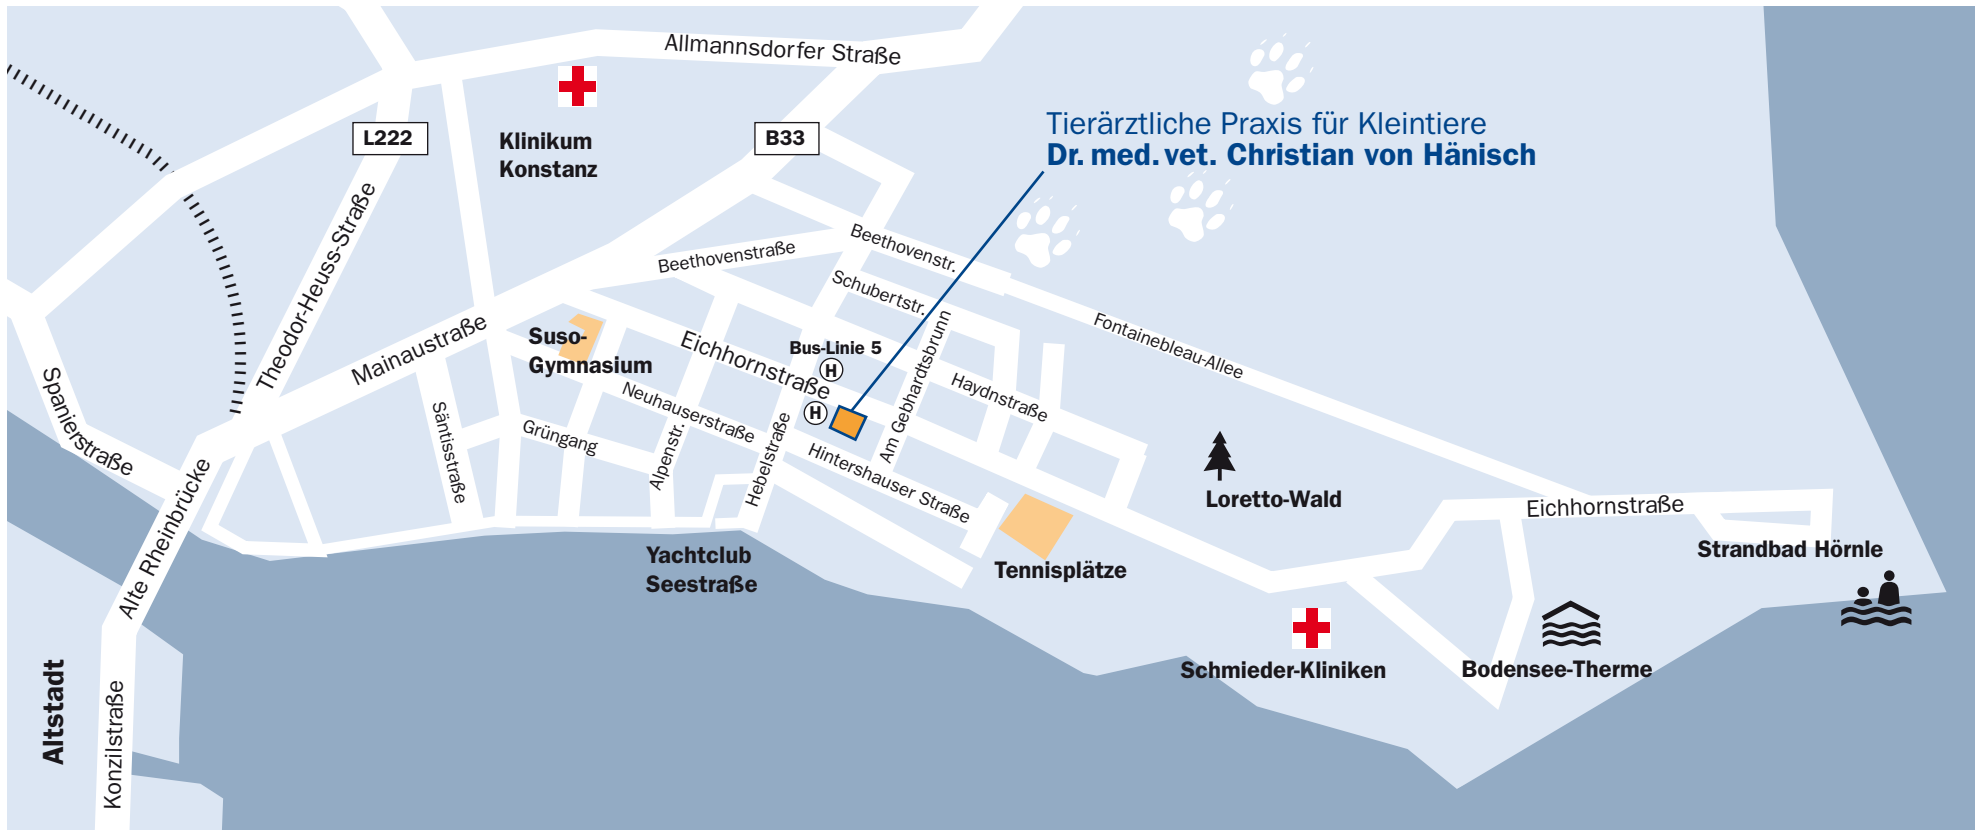 Allmannsdorfer Straße
L222
Klinikum
Konstanz
B33
Tierärztliche Praxis für Kleintiere
Dr. med. vet. Christian von Hänisch
Theodor-Heuss-Straße
Beethovenstraße
Beethovenstr.
Schubertstr.
Mainaustraße
Suso-
Gymnasium
Eichhornstraße
Bus-Linie 5
H
H
Am Gebhardtsbrunn
Fontainebleau-Allee
Haydnstraße
Spanierstraße
Säntisstraße
Grüngang
Neuhauserstraße
Alpenstr.
Hebelstraße
Hintershauser Straße
Loretto-Wald
Eichhornstraße
Strandbad Hörnle
Alte Rheinbrücke
Yachtclub
Seestraße
Tennisplätze
Schmieder-Kliniken
Bodensee-Therme
Altstadt
Konzilstraße